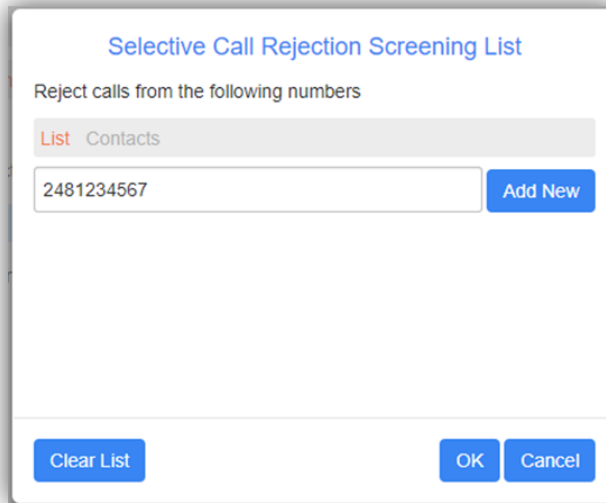 Selective Call Rejection Screening List
Reject calls from the following numbers
List Contacts
2481234567 Add New
Clear List OK Cancel